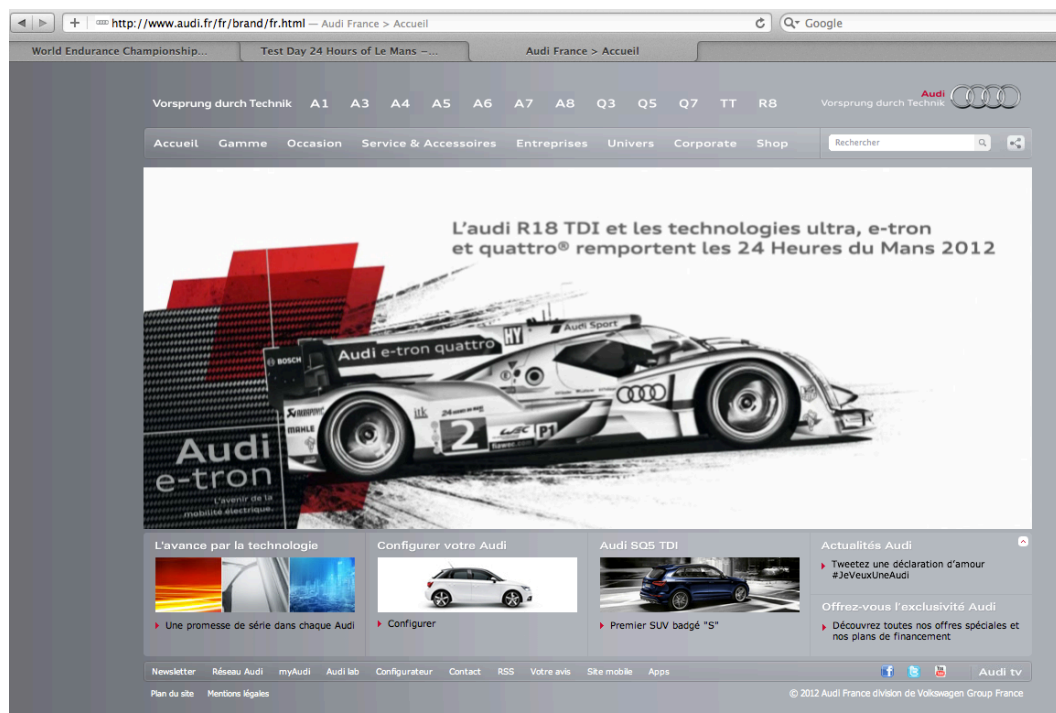 http://www.audi.fr/fr/brand/fr.html — Audi France > Accueil
Google
World Endurance Championship...
Test Day 24 Hours of Le Mans –...
Audi France > Accueil
Vorsprung durch Technik A1 A3 A4 A5 A6 A7 A8 Q3 Q5 Q7 TT R8
Audi
Vorsprung durch Technik
Accueil Gamme Occasion Service & Accessoires Entreprises Univers Corporate Shop
Rechercher
L'audi R18 TDI et les technologies ultra, e-tron
et quattro® remportent les 24 Heures du Mans 2012
HY
Audi Sport
Audi e-tron quattro
BOSCH
itk
24 HEURES DU MANS
MAHLE
2
WEC
P1
fiawec.com
Audi
e-tron
L'avenir de la
mobilité électrique.
L'avance par la technologie
Une promesse de série dans chaque Audi
Configurer votre Audi
Configurer
Audi SQ5 TDI
Premier SUV badgé "S"
Actualités Audi
Tweetez une déclaration d'amour
#JeVeuxUneAudi
Offrez-vous l'exclusivité Audi
Découvrez toutes nos offres spéciales et
nos plans de financement
Newsletter Réseau Audi myAudi Audi lab Configurateur Contact RSS Votre avis Site mobile Apps
Audi tv
Plan du site Mentions légales
© 2012 Audi France division de Volkswagen Group France